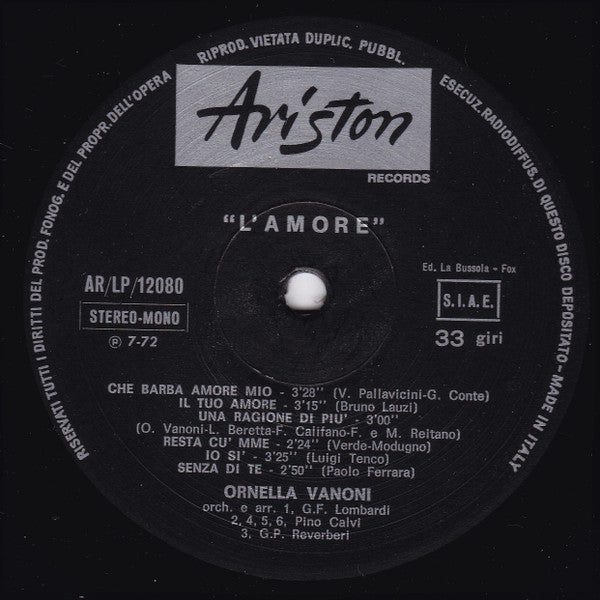 RISERVATI TUTTI I DIRITTI DEL PROD. FONOG. E DEL PROPR. DELL'OPERA RIPROD. VIETATA DUPLIC. PUBBL. ESECUZ. RADIODIFFUS. DI QUESTO DISCO DEPOSITATO - MADE IN ITALY
Ariston
RECORDS
"L'AMORE"
AR/LP/12080
STEREO-MONO
℗ 7-72
Ed. La Bussola - Fox
S.I.A.E.
33 giri
CHE BARBA AMORE MIO - 3'28'' (V. Pallavicini-G. Conte)
IL TUO AMORE - 3'15'' (Bruno Lauzi)
UNA RAGIONE DI PIU' - 3'00''
(O. Vanoni-L. Beretta-F. Califano-F. e M. Reitano)
RESTA CU' MME - 2'24'' (Verde-Modugno)
IO SI' - 3'25'' (Luigi Tenco)
SENZA DI TE - 2'50'' (Paolo Ferrara)
ORNELLA VANONI
orch. e arr. 1, G.F. Lombardi
2, 4, 5, 6, Pino Calvi
3, G.P. Reverberi